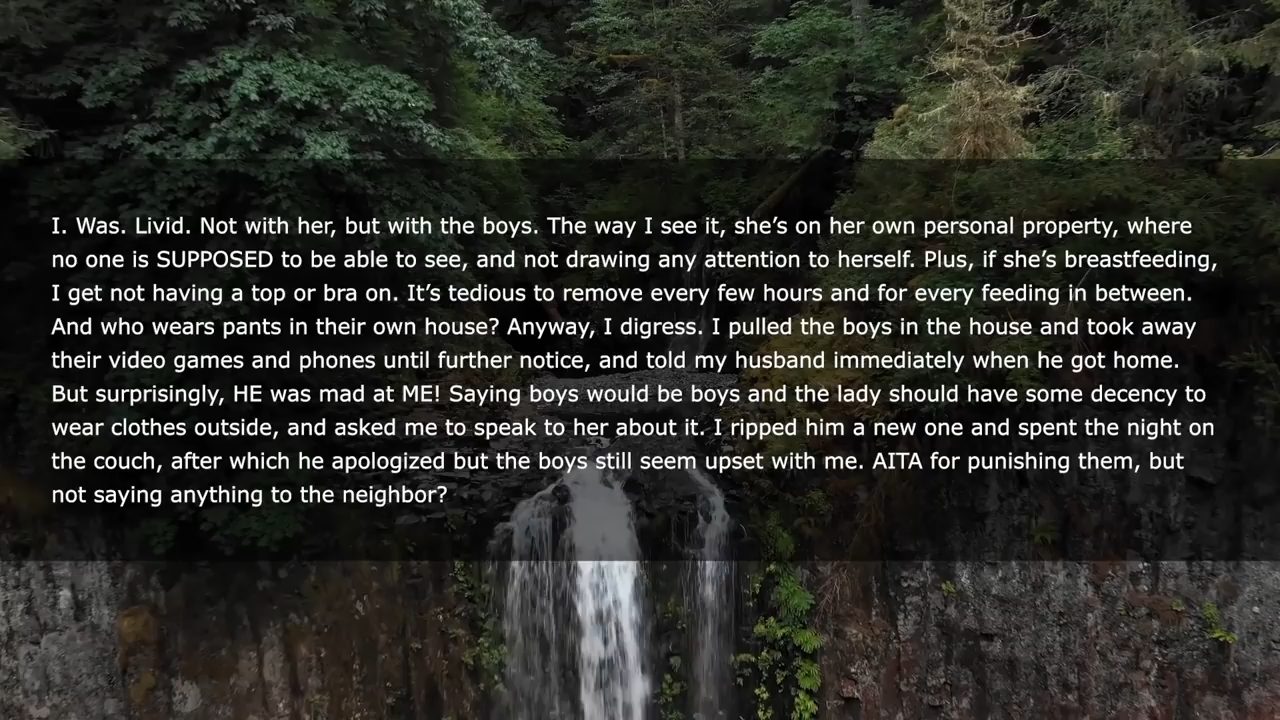 I. Was. Livid. Not with her, but with the boys. The way I see it, she’s on her own personal property, where
no one is SUPPOSED to be able to see, and not drawing any attention to herself. Plus, if she’s breastfeeding,
I get not having a top or bra on. It’s tedious to remove every few hours and for every feeding in between.
And who wears pants in their own house? Anyway, I digress. I pulled the boys in the house and took away
their video games and phones until further notice, and told my husband immediately when he got home.
But surprisingly, HE was mad at ME! Saying boys would be boys and the lady should have some decency to
wear clothes outside, and asked me to speak to her about it. I ripped him a new one and spent the night on
the couch, after which he apologized but the boys still seem upset with me. AITA for punishing them, but
not saying anything to the neighbor?